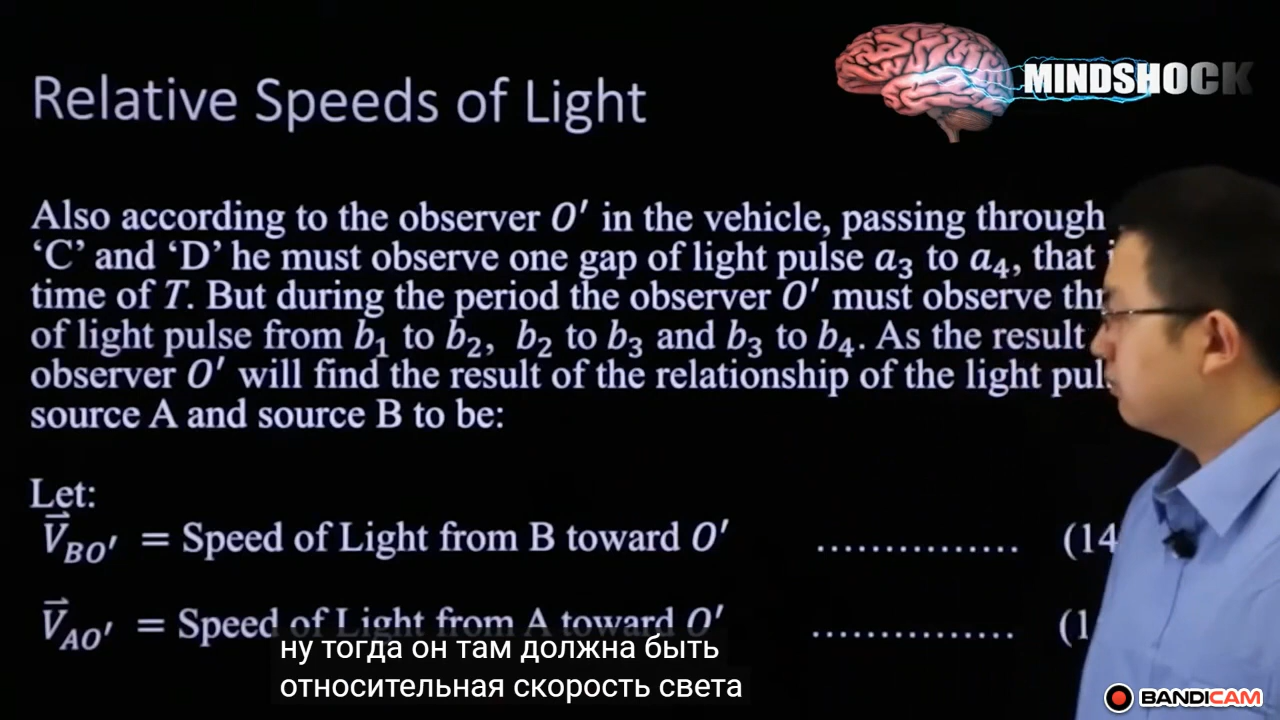 MINDSHOCK
Relative Speeds of Light
Also according to the observer O′ in the vehicle, passing through
‘C’ and ‘D’ he must observe one gap of light pulse a₃ to a₄, that
time of T. But during the period the observer O′ must observe
of light pulse from b₁ to b₂, b₂ to b₃ and b₃ to b₄. As the result
observer O′ will find the result of the relationship of the light
source A and source B to be:
Let:
V⃗_BO′ = Speed of Light from B toward O′ ............... (14
V⃗_AO′ = Speed of Light from A toward O′ ............... (1
ну тогда он там должна быть
относительная скорость света
BANDICAM